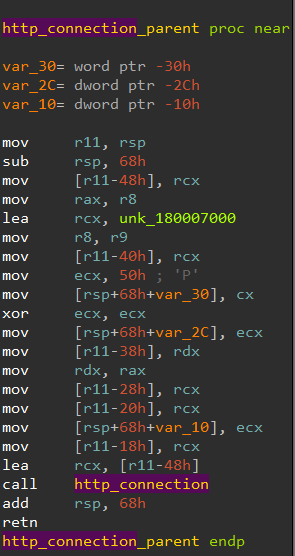 http_connection_parent proc near
var_30= word ptr -30h
var_2C= dword ptr -2Ch
var_10= dword ptr -10h
mov r11, rsp
sub rsp, 68h
mov [r11-48h], rcx
mov rax, r8
lea rcx, unk_180007000
mov r8, r9
mov [r11-40h], rcx
mov ecx, 50h ; 'P'
mov [rsp+68h+var_30], cx
xor ecx, ecx
mov [rsp+68h+var_2C], ecx
mov [r11-38h], rdx
mov rdx, rax
mov [r11-28h], rcx
mov [r11-20h], rcx
mov [rsp+68h+var_10], ecx
mov [r11-18h], rcx
lea rcx, [r11-48h]
call http_connection
add rsp, 68h
retn
http_connection_parent endp